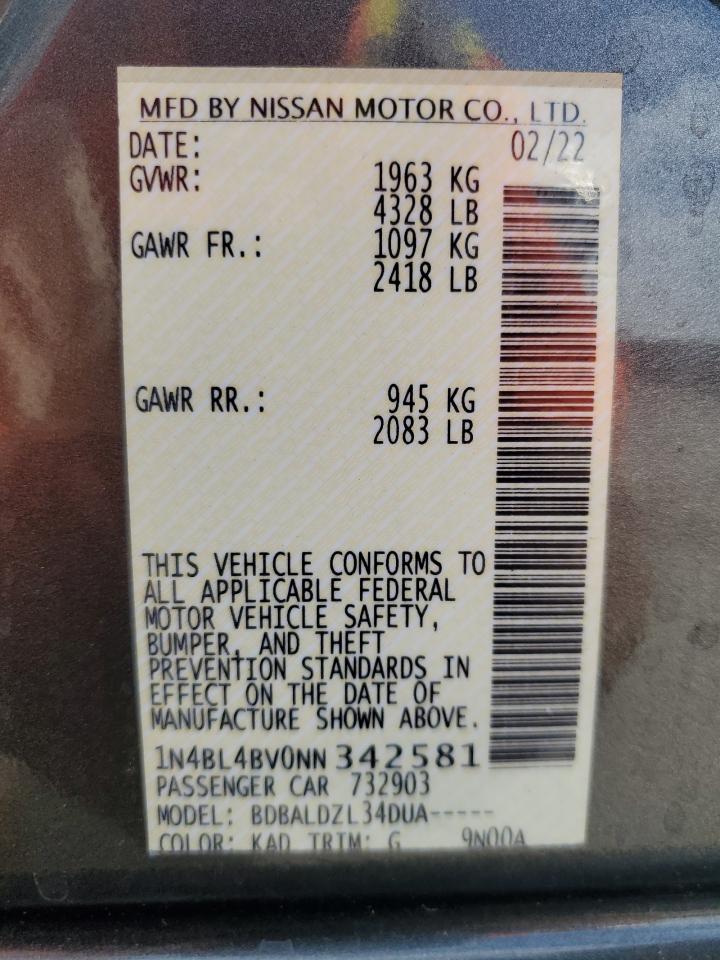 MFD BY NISSAN MOTOR CO., LTD.
DATE: 02/22
GVWR: 1963 KG
4328 LB
GAWR FR.: 1097 KG
2418 LB
GAWR RR.: 945 KG
2083 LB
THIS VEHICLE CONFORMS TO
ALL APPLICABLE FEDERAL
MOTOR VEHICLE SAFETY,
BUMPER, AND THEFT
PREVENTION STANDARDS IN
EFFECT ON THE DATE OF
MANUFACTURE SHOWN ABOVE.
1N4BL4BV0NN 342581
PASSENGER CAR 732903
MODEL: BDBALDZL34DUA-----
COLOR: KAD TRIM: G 9N00A